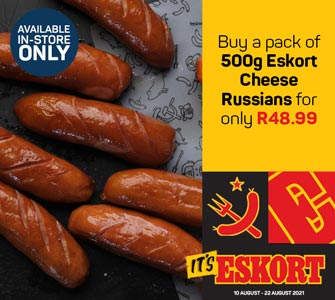 AVAILABLE
IN-STORE
ONLY
Buy a pack of
500g Eskort
Cheese
Russians for
only R48.99
IT'S ESKORT
10 AUGUST - 22 AUGUST 2021